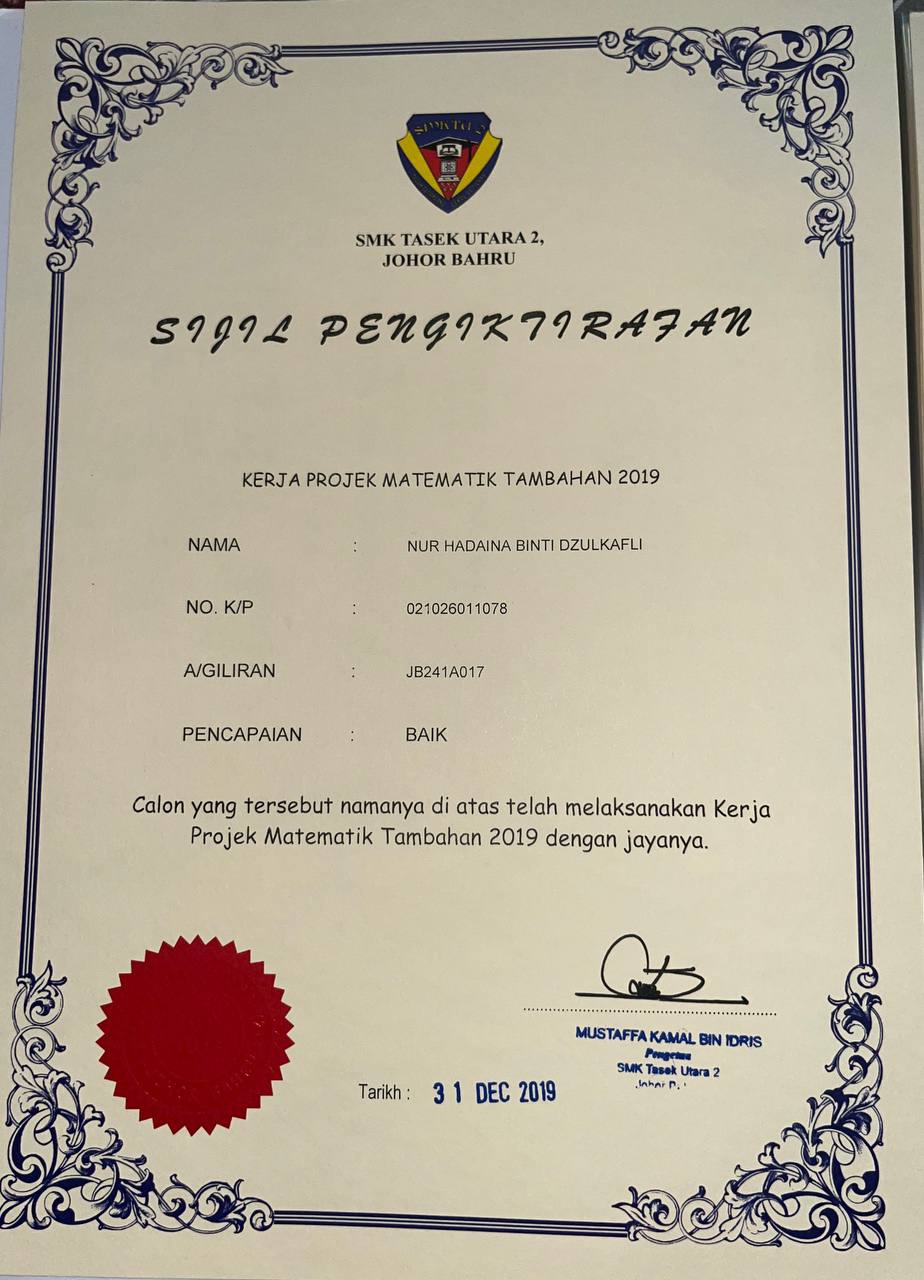 SMKTU 2
SMK TASEK UTARA 2,
JOHOR BAHRU
SIJIL PENGIKTIRAFAN
KERJA PROJEK MATEMATIK TAMBAHAN 2019
NAMA : NUR HADAINA BINTI DZULKAFLI
NO. K/P : 021026011078
A/GILIRAN : JB241A017
PENCAPAIAN : BAIK
Calon yang tersebut namanya di atas telah melaksanakan Kerja
Projek Matematik Tambahan 2019 dengan jayanya.
MUSTAFFA KAMAL BIN IDRIS
Pengetua
SMK Tasek Utara 2
Johor
Tarikh : 31 DEC 2019